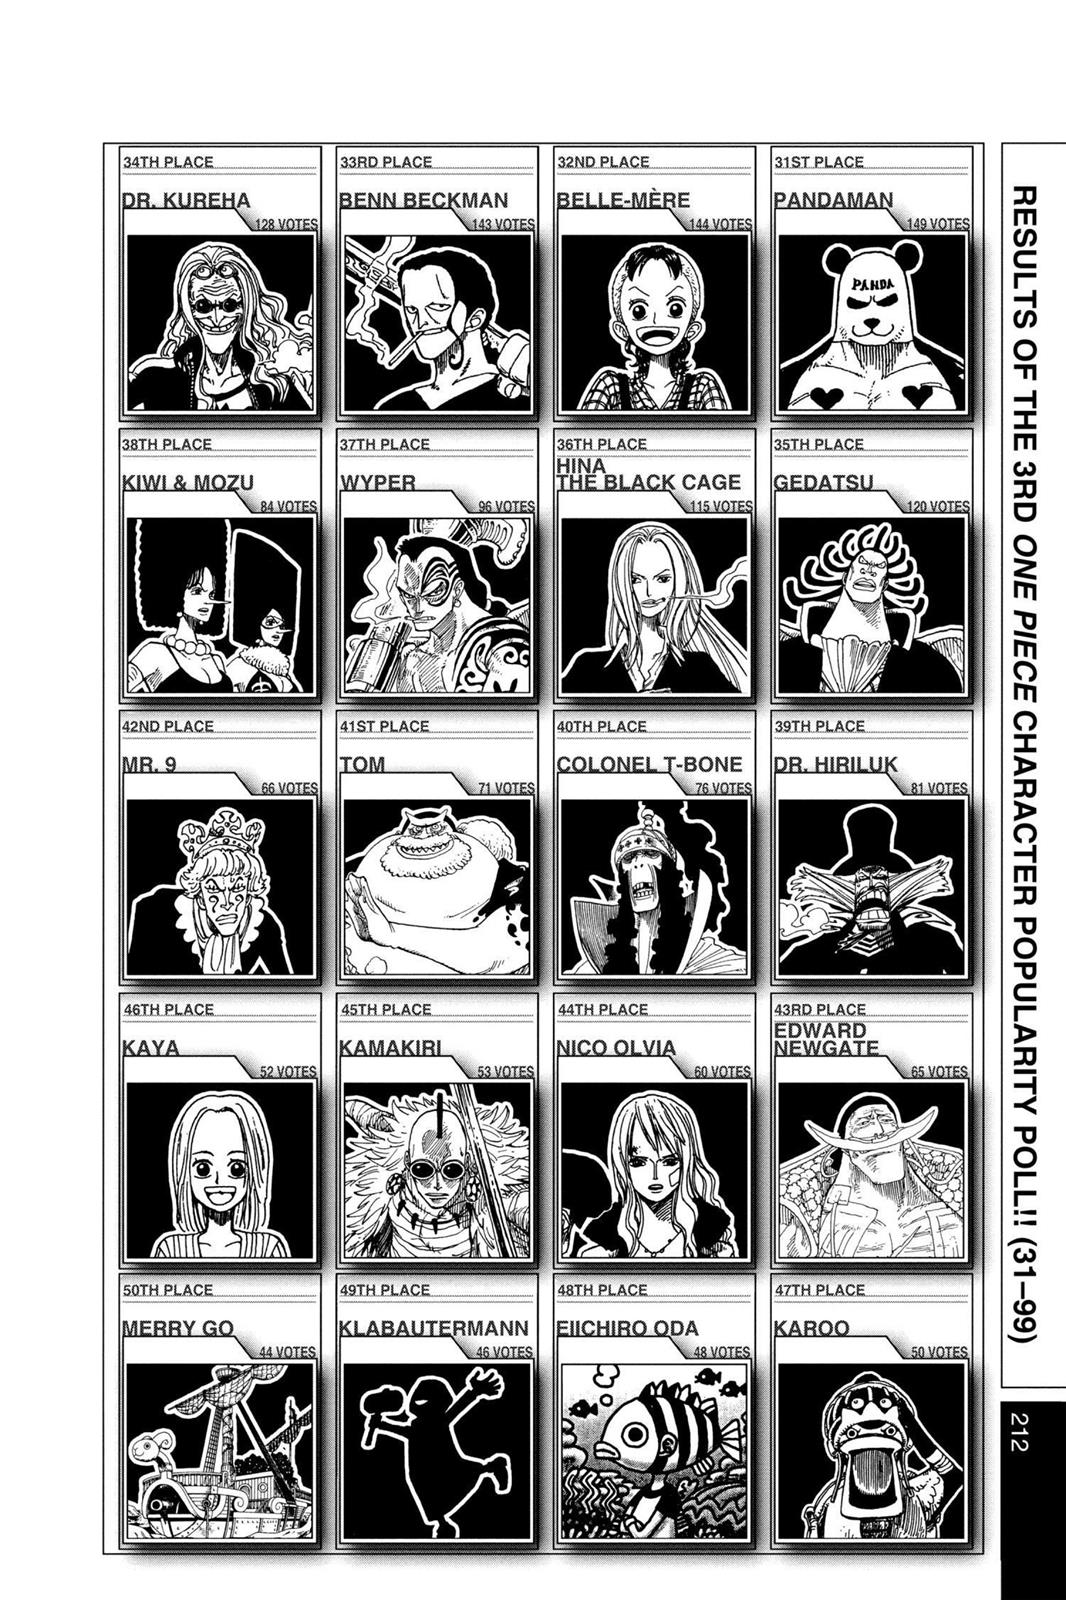 RESULTS OF THE 3RD ONE PIECE CHARACTER POPULARITY POLL!! (31–99)
31ST PLACE
PANDAMAN
149 VOTES
PANDA
32ND PLACE
BELLE-MÈRE
144 VOTES
33RD PLACE
BENN BECKMAN
143 VOTES
34TH PLACE
DR. KUREHA
128 VOTES
35TH PLACE
GEDATSU
120 VOTES
36TH PLACE
HINA
THE BLACK CAGE
115 VOTES
37TH PLACE
WYPER
96 VOTES
38TH PLACE
KIWI & MOZU
84 VOTES
39TH PLACE
DR. HIRILUK
81 VOTES
40TH PLACE
COLONEL T-BONE
76 VOTES
41ST PLACE
TOM
71 VOTES
42ND PLACE
MR. 9
66 VOTES
43RD PLACE
EDWARD
NEWGATE
65 VOTES
44TH PLACE
NICO OLVIA
60 VOTES
45TH PLACE
KAMAKIRI
53 VOTES
46TH PLACE
KAYA
52 VOTES
47TH PLACE
KAROO
50 VOTES
48TH PLACE
EIICHIRO ODA
48 VOTES
49TH PLACE
KLABAUTERMANN
46 VOTES
50TH PLACE
MERRY GO
44 VOTES
212